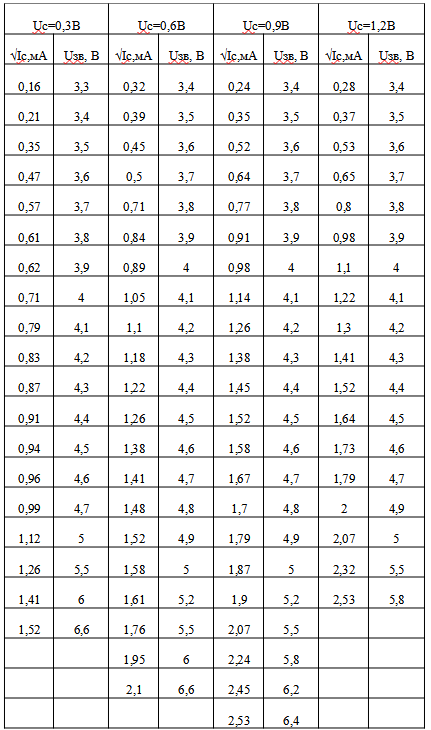 Uс=0,3В Uс=0,6В Uс=0,9В Uс=1,2В
√Iс,мА Uзв, В √Iс,мА Uзв, В √Iс,мА Uзв, В √Iс,мА Uзв, В
0,16 3,3 0,32 3,4 0,24 3,4 0,28 3,4
0,21 3,4 0,39 3,5 0,35 3,5 0,37 3,5
0,35 3,5 0,45 3,6 0,52 3,6 0,53 3,6
0,47 3,6 0,5 3,7 0,64 3,7 0,65 3,7
0,57 3,7 0,71 3,8 0,77 3,8 0,8 3,8
0,61 3,8 0,84 3,9 0,91 3,9 0,98 3,9
0,62 3,9 0,89 4 0,98 4 1,1 4
0,71 4 1,05 4,1 1,14 4,1 1,22 4,1
0,79 4,1 1,1 4,2 1,26 4,2 1,3 4,2
0,83 4,2 1,18 4,3 1,38 4,3 1,41 4,3
0,87 4,3 1,22 4,4 1,45 4,4 1,52 4,4
0,91 4,4 1,26 4,5 1,52 4,5 1,64 4,5
0,94 4,5 1,38 4,6 1,58 4,6 1,73 4,6
0,96 4,6 1,41 4,7 1,67 4,7 1,79 4,7
0,99 4,7 1,48 4,8 1,7 4,8 2 4,9
1,12 5 1,52 4,9 1,79 4,9 2,07 5
1,26 5,5 1,58 5 1,87 5 2,32 5,5
1,41 6 1,61 5,2 1,9 5,2 2,53 5,8
1,52 6,6 1,76 5,5 2,07 5,5
1,95 6 2,24 5,8
2,1 6,6 2,45 6,2
2,53 6,4